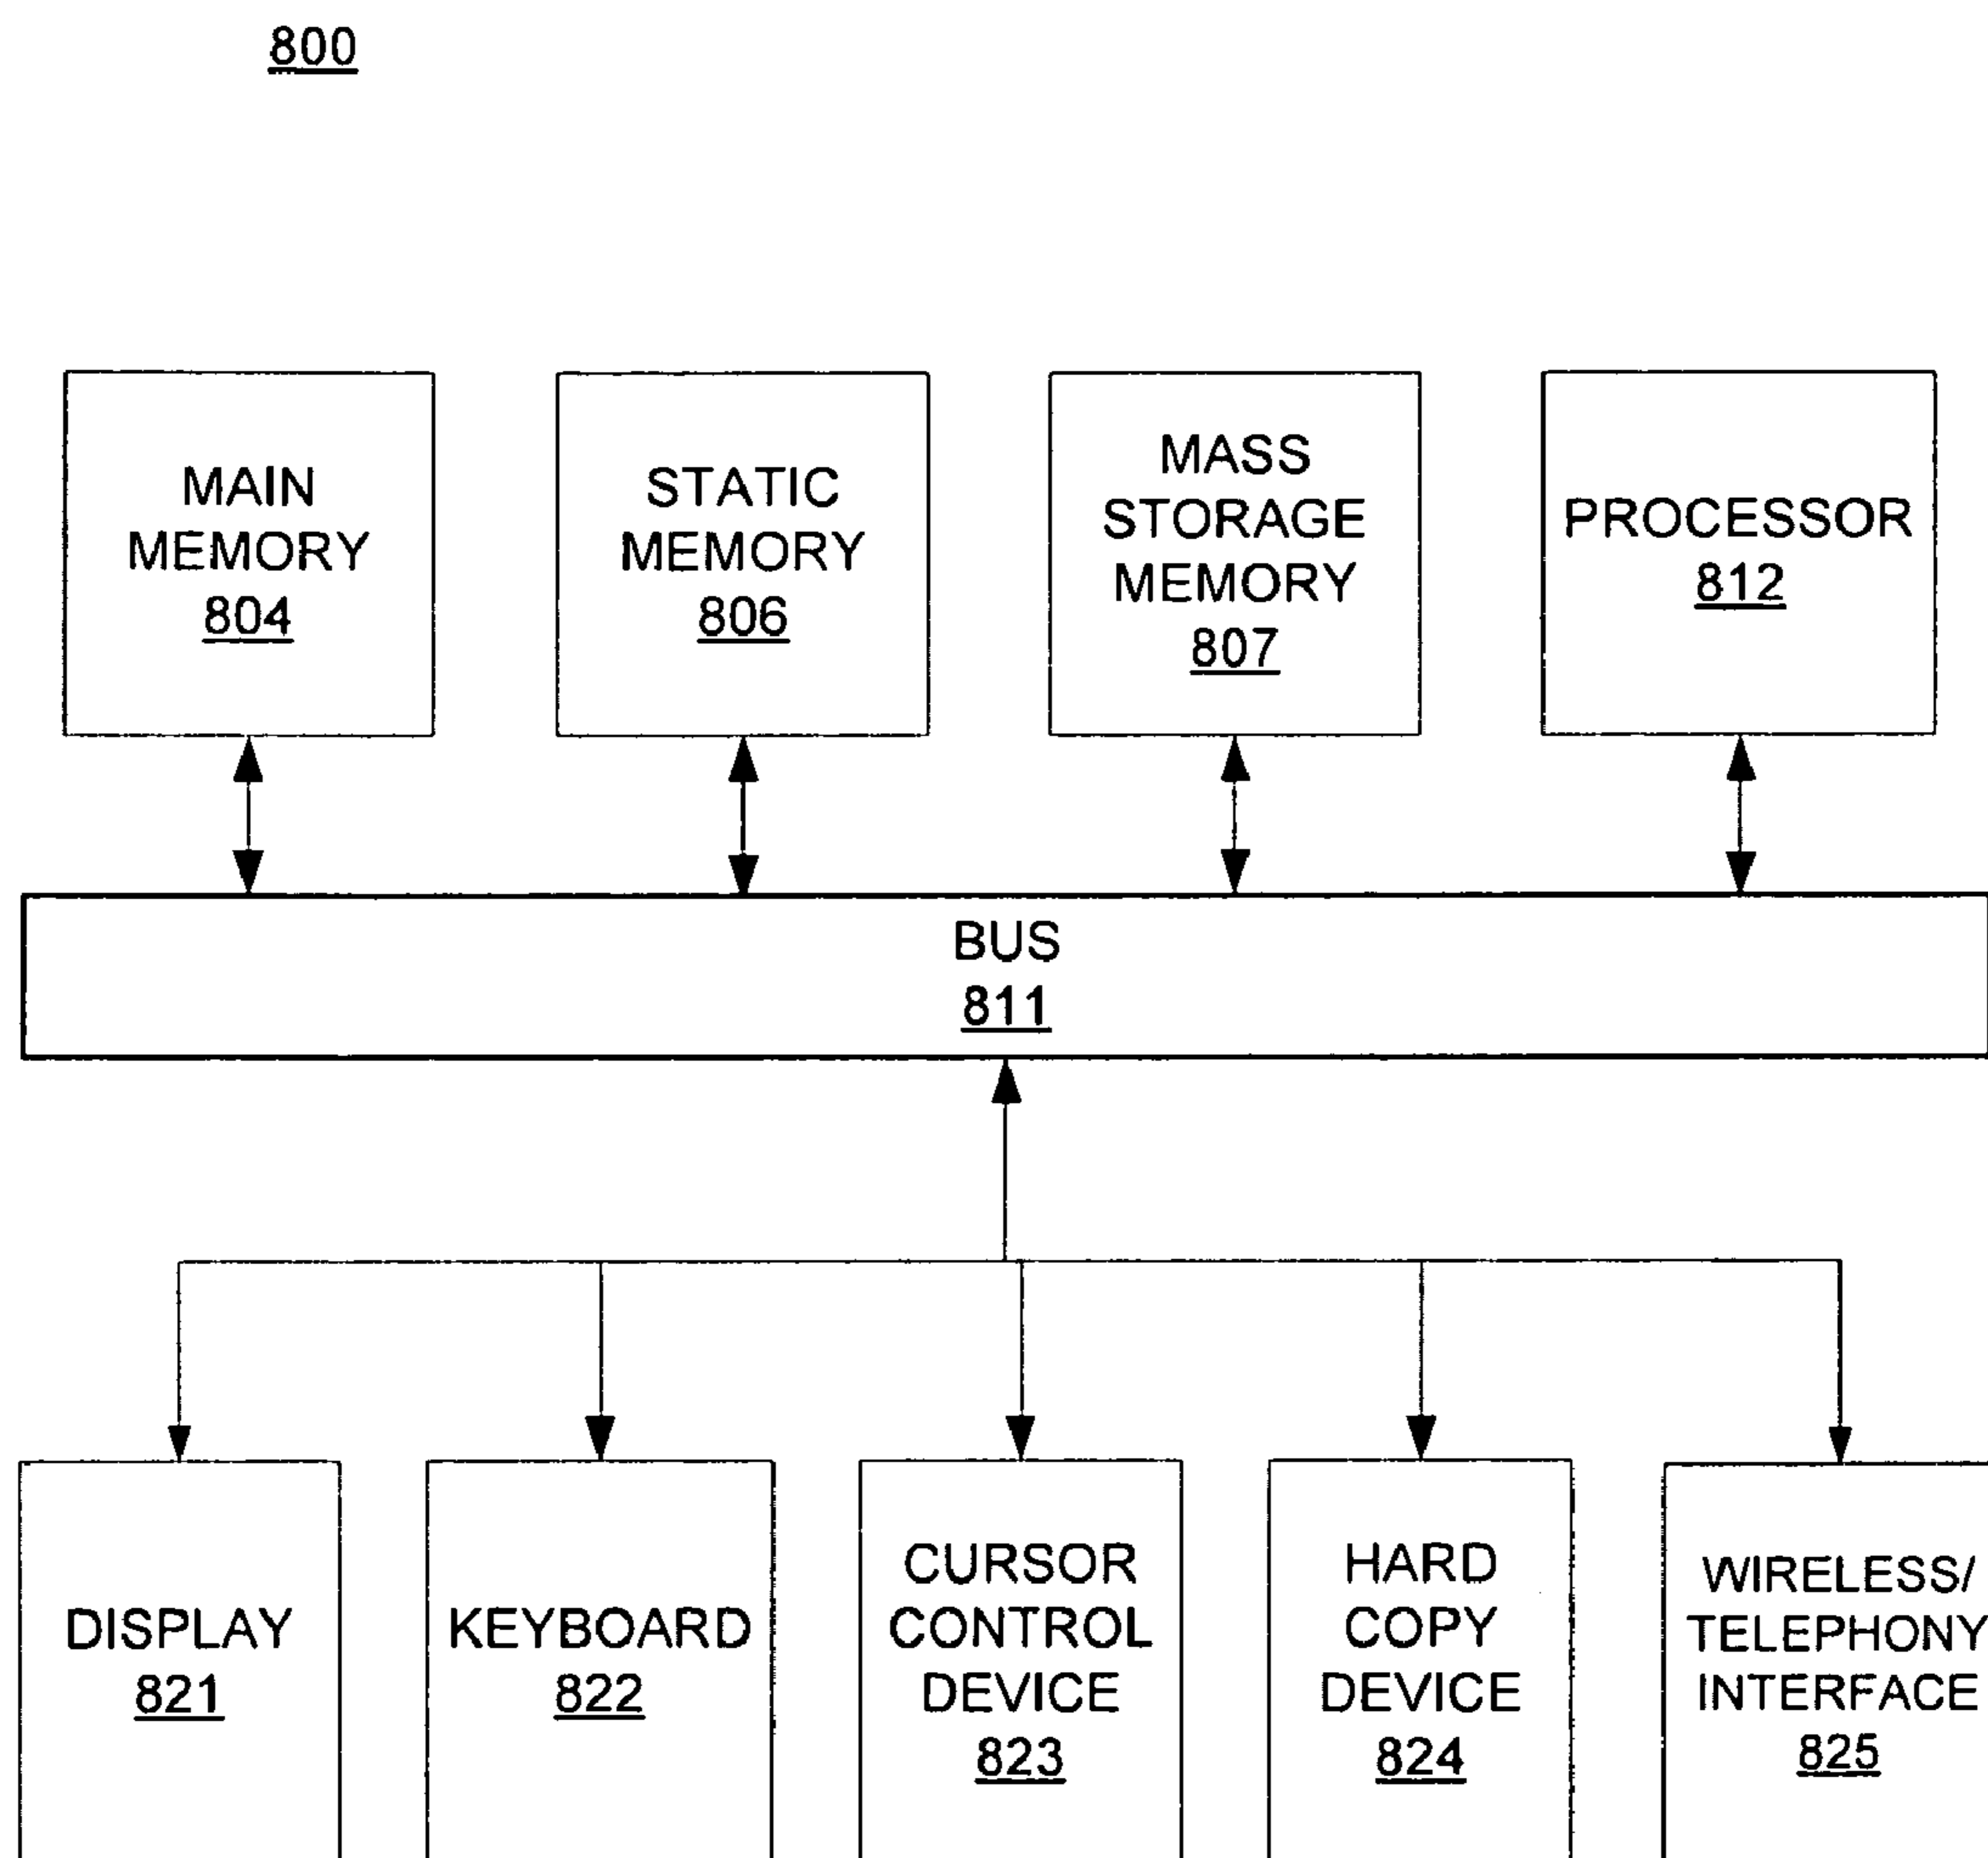 800
MAIN
MEMORY
804
STATIC
MEMORY
806
MASS
STORAGE
MEMORY
807
PROCESSOR
812
BUS
811
DISPLAY
821
KEYBOARD
822
CURSOR
CONTROL
DEVICE
823
HARD
COPY
DEVICE
824
WIRELESS/
TELEPHONY
INTERFACE
825